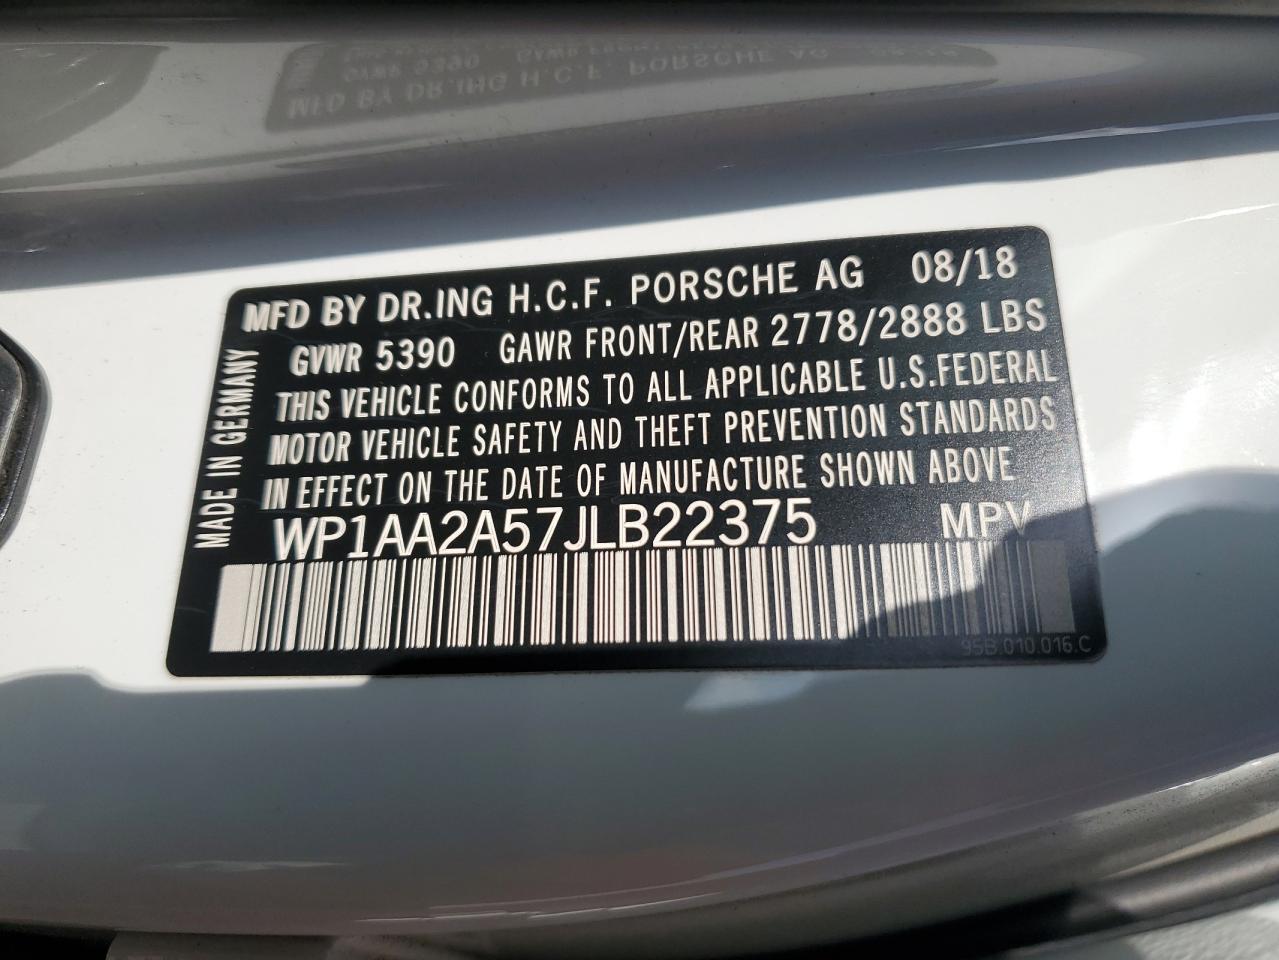 MFD BY DR.ING H.C.F. PORSCHE AG 08/18
GVWR 5390 GAWR FRONT/REAR 2778/2888 LBS
THIS VEHICLE CONFORMS TO ALL APPLICABLE U.S.FEDERAL
MOTOR VEHICLE SAFETY AND THEFT PREVENTION STANDARDS
IN EFFECT ON THE DATE OF MANUFACTURE SHOWN ABOVE
WP1AA2A57JLB22375 MPV
95B.010.016.C
MADE IN GERMANY